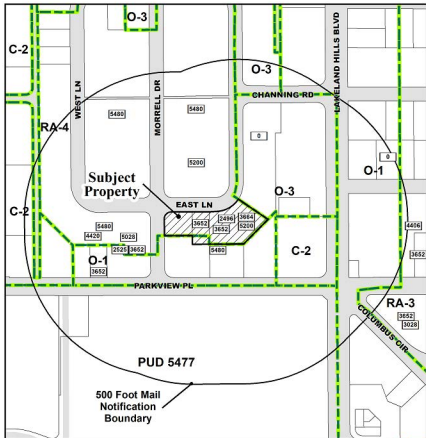 O-3
C-2
O-3
LAKELAND HILLS BLVD
WEST LN
MORRELL DR
CHANNING RD
5480
5480
RA-4
0
0
O-1
5200
Subject
Property
EAST LN
O-3
C-2
3652
2496
3664
3652
5200
5480
4420
5028
2525
3652
5480
C-2
4406
3652
O-1
3652
PARKVIEW PL
RA-3
3652
3028
COLUMBUS CIR
PUD 5477
500 Foot Mail
Notification
Boundary